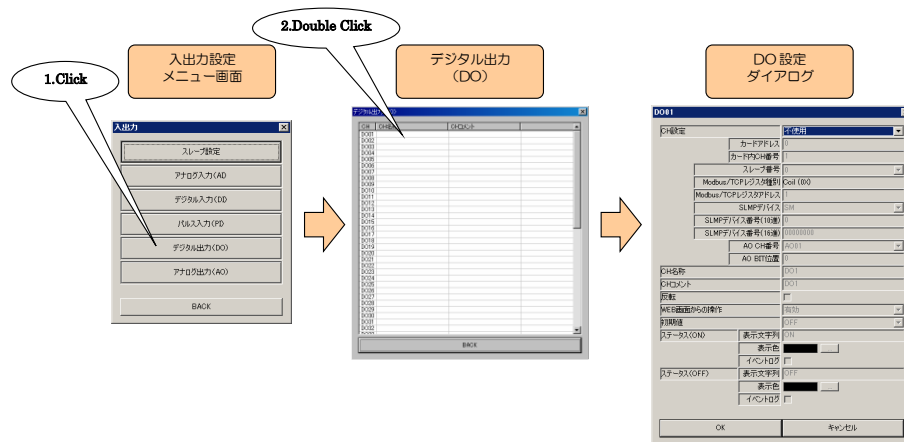 2.Double Click
1.Click
入出力設定
メニュー画面
デジタル出力
（DO）
DO 設定
ダイアログ
入出力
スレーブ設定
アナログ入力(AI)
デジタル入力(DI)
パルス入力(PI)
デジタル出力(DO)
アナログ出力(AO)
BACK
CH CH名称 CHコメント
DO01
DO02
DO03
DO04
DO05
DO06
DO07
DO08
DO09
DO10
DO11
DO12
DO13
DO14
DO15
DO16
DO17
DO18
DO19
DO20
DO21
DO22
DO23
DO24
DO25
DO26
DO27
DO28
DO29
DO30
DO31
DO32
BACK
DO01
CH設定 不使用
カードアドレス 0
カード内CH番号 1
スレーブ番号 0
Modbus/TCPレジスタ種別 Coil (0X)
Modbus/TCPレジスタアドレス 1
SLMPデバイス SM
SLMPデバイス番号(10進) 0
SLMPデバイス番号(16進) 00000000
AO CH番号 AO01
AO BIT位置 0
CH名称 DO1
CHコメント DO1
反転
WEB画面からの操作 有効
初期値 OFF
ステータス(ON) 表示文字列 ON
表示色
イベントログ
ステータス(OFF) 表示文字列 OFF
表示色
イベントログ
OK キャンセル